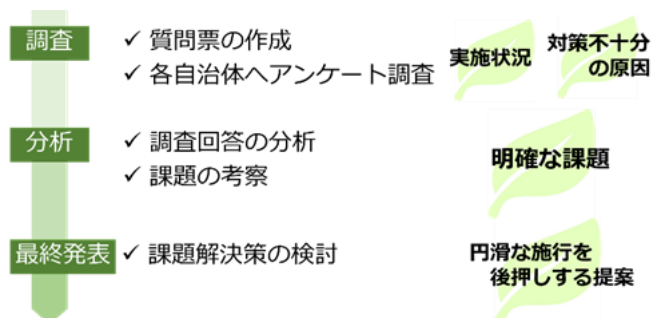 調査
✓ 質問票の作成
✓ 各自治体へアンケート調査
実施状況
対策不十分
の原因
分析
✓ 調査回答の分析
✓ 課題の考察
明確な課題
最終発表
✓ 課題解決策の検討
円滑な施行を
後押しする提案